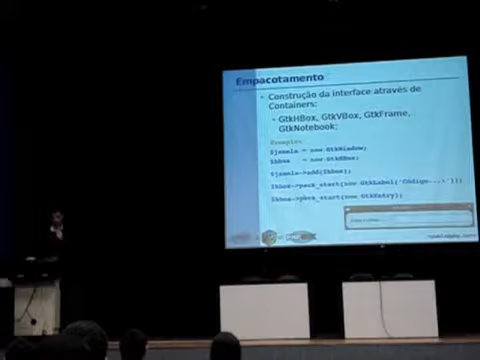 Empacotamento
• Construção da interface através de
Containers:
• GtkHBox, GtkVBox, GtkFrame,
GtkNotebook;
Exemplo:
$janela = new GtkWindow;
$hbox = new GtkHBox;
$janela->add($hbox);
$hbox->pack_start(new GtkLabel('Código...:'));
$hbox->pack_start(new GtkEntry);